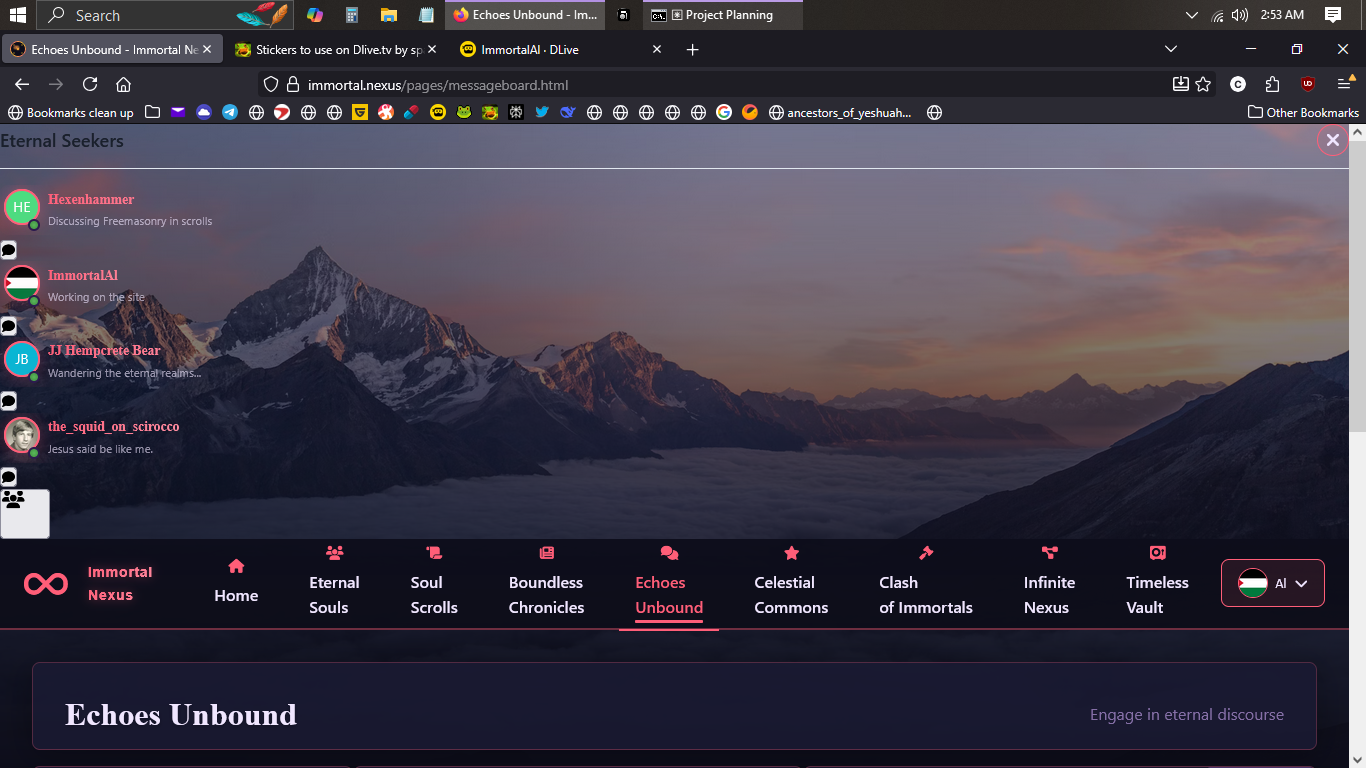 Search
Echoes Unbound - Im...
Project Planning
2:53 AM
Echoes Unbound - Immortal Ne
Stickers to use on Dlive.tv by sp
ImmortalAl · DLive
immortal.nexus/pages/messageboard.html
Bookmarks clean up
ancestors_of_yeshuah...
Other Bookmarks
Eternal Seekers
HE
Hexenhammer
Discussing Freemasonry in scrolls
ImmortalAl
Working on the site
JB
JJ Hempcrete Bear
Wandering the eternal realms...
the_squid_on_scirocco
Jesus said be like me.
Immortal
Nexus
Home
Eternal
Souls
Soul
Scrolls
Boundless
Chronicles
Echoes
Unbound
Celestial
Commons
Clash
of Immortals
Infinite
Nexus
Timeless
Vault
Al
Echoes Unbound
Engage in eternal discourse